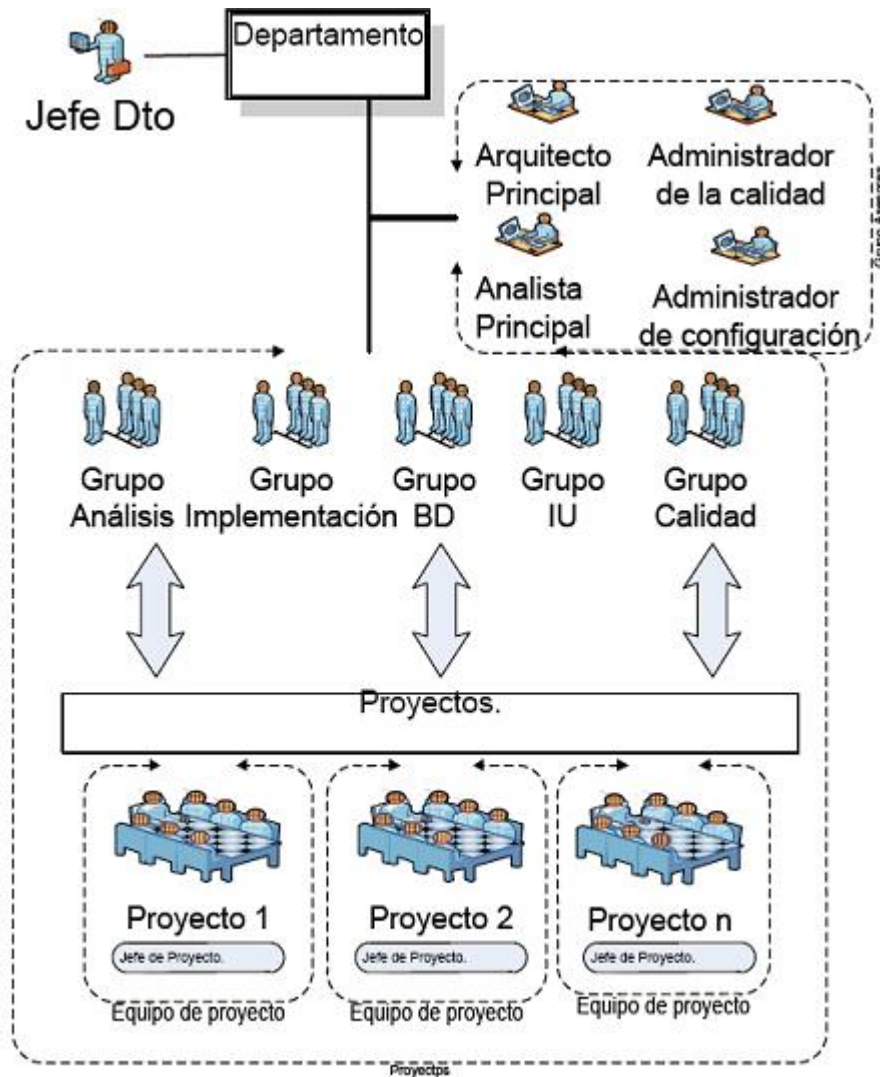 Departamento
Jefe Dto
Arquitecto
Principal
Administrador
de la calidad
Analista
Principal
Administrador
de configuración
Grupo
Análisis
Grupo
Implementación
Grupo
BD
Grupo
IU
Grupo
Calidad
Proyectos.
Proyecto 1
Jefe de Proyecto.
Equipo de proyecto
Proyecto 2
Jefe de Proyecto.
Equipo de proyecto
Proyecto n
Jefe de Proyecto.
Equipo de proyecto
Proyectps